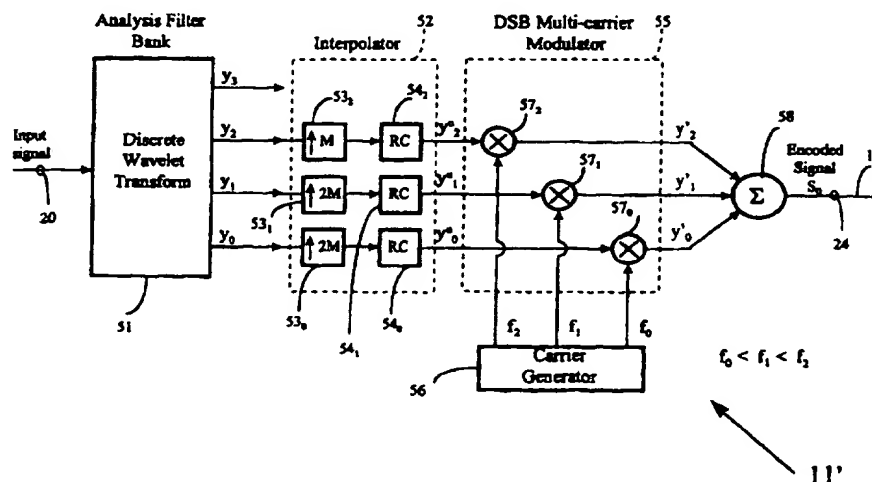 Analysis Filter
Bank
Interpolator
52
DSB Multi-carrier
Modulator
55
y₃
53₂
54₂
57₂
y₂
↑ M
RC
y"₂
y'₂
58
Input
signal
Discrete
Wavelet
Transform
20
y₁
↑ 2M
RC
y"₁
57₁
y'₁
Σ
Encoded
Signal
S₀
1
24
53₁
57₀
y₀
↑ 2M
RC
y"₀
y'₀
51
53₀
54₁
54₀
f₂
f₁
f₀
56
Carrier
Generator
f₀ < f₁ < f₂
11'